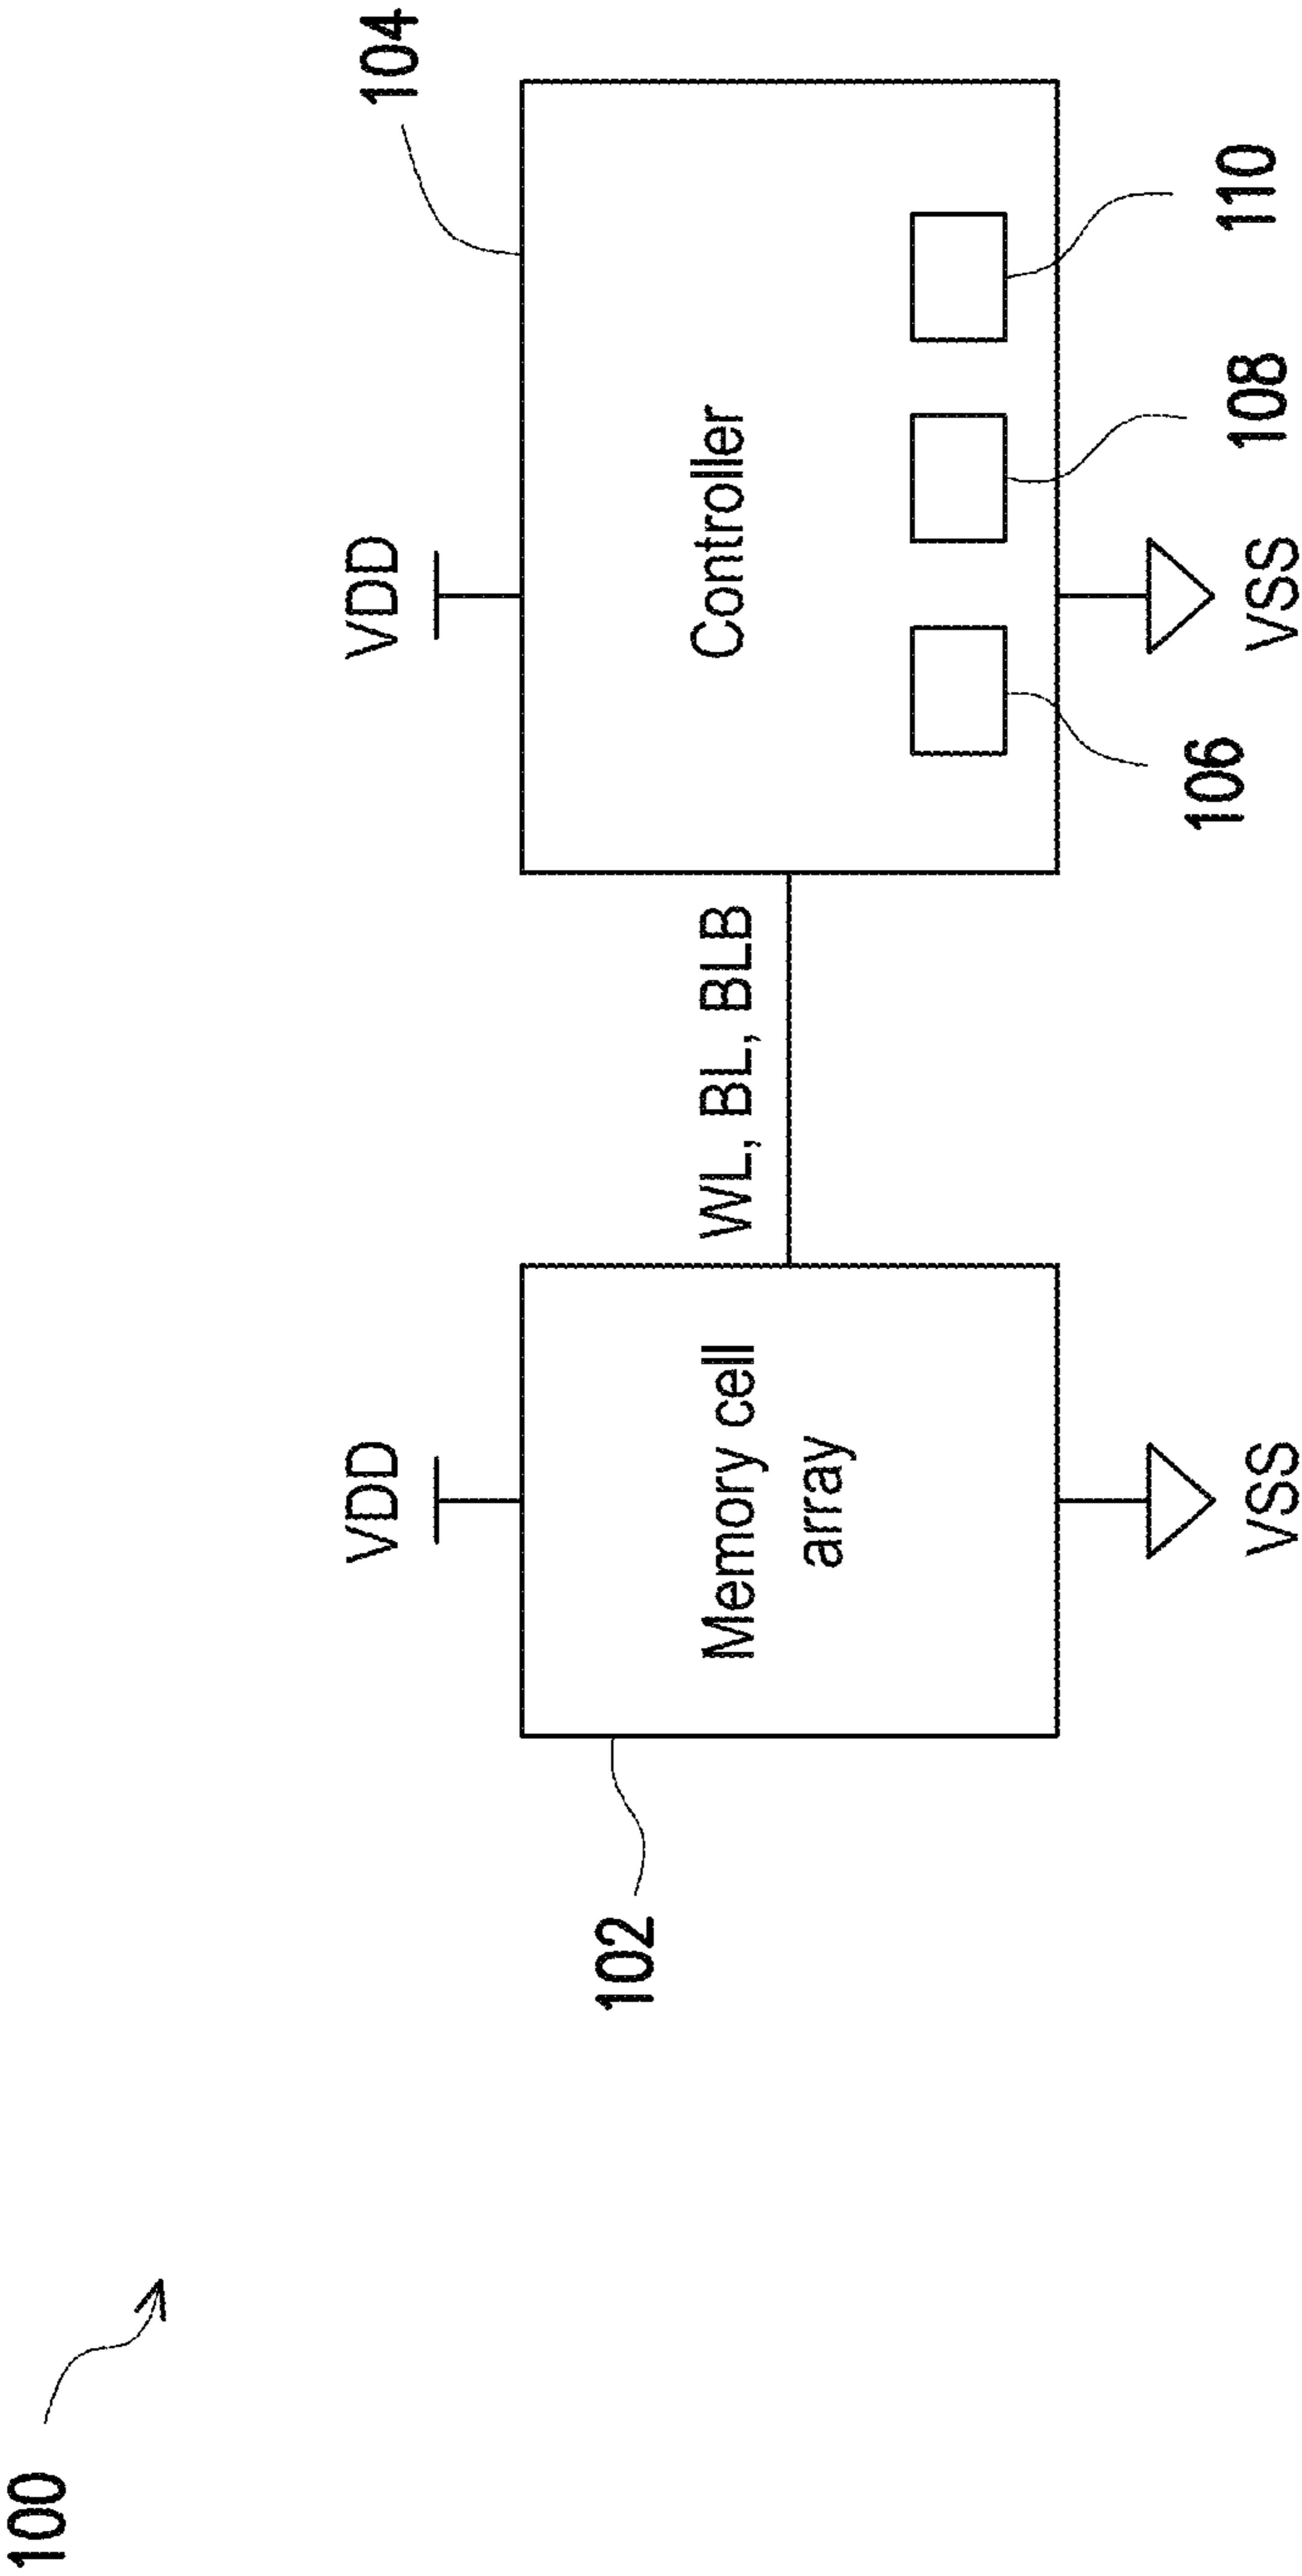 100
VDD
VDD
104
102
Memory cell
array
WL, BL, BLB
Controller
VSS
VSS
106
108
110